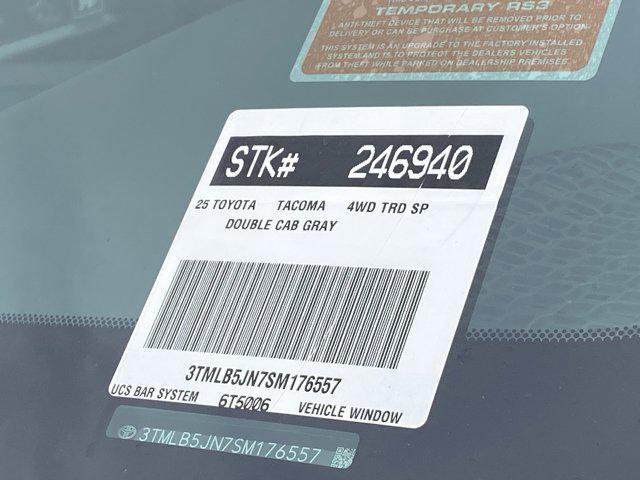 TEMPORARY RS3
ANTI-THEFT DEVICE THAT WILL BE REMOVED PRIOR TO
DELIVERY OR CAN BE PURCHASE AT CUSTOMER'S OPTION
THIS SYSTEM IS AN UPGRADE TO THE FACTORY INSTALLED
SYSTEM AND IS TO PROTECT THE DEALERS VEHICLES
FROM THEFT WHILE PARKED ON DEALERSHIP PREMISES.
STK# 246940
25 TOYOTA TACOMA 4WD TRD SP
DOUBLE CAB GRAY
3TMLB5JN7SM176557
UCS BAR SYSTEM 6T5006 VEHICLE WINDOW
3TMLB5JN7SM176557